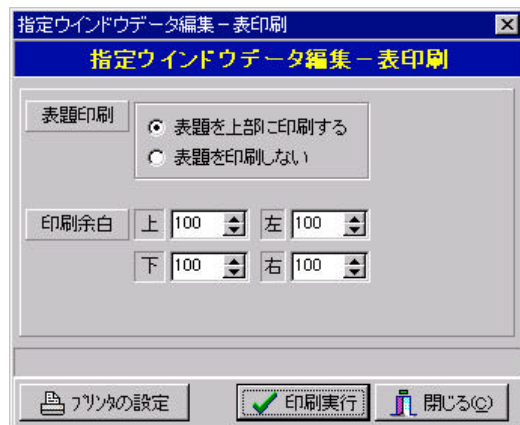 指定ウインドウデータ編集－表印刷
指定ウインドウデータ編集－表印刷
表題印刷
表題を上部に印刷する
表題を印刷しない
印刷余白 上 100 左 100
下 100 右 100
プリンタの設定 印刷実行 閉じる(C)